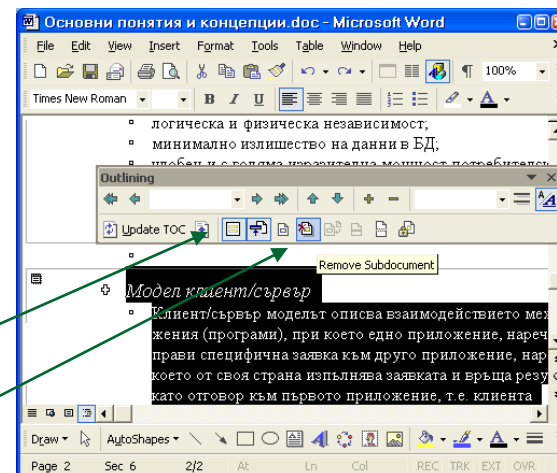 Основни понятия и концепции.doc - Microsoft Word
File Edit View Insert Format Tools Table Window Help
100%
Times New Roman B I U A
логическа и физическа независимост;
минимално излишество на данни в БД;
удобен и с голяма изразителна мощност
Outlining
Update TOC
Remove Subdocument
Модел клиент/сървър
Клиент/сървър моделът описва взаимодействието
жения (програми), при което едно приложение,
прави специфична заявка към друго приложение,
което от своя страна изпълнява заявката и връща
като отговор към първото приложение, т.е. клиента
Draw AutoShapes
Page 2 Sec 6 2/2 At Ln Col REC TRK EXT OVR